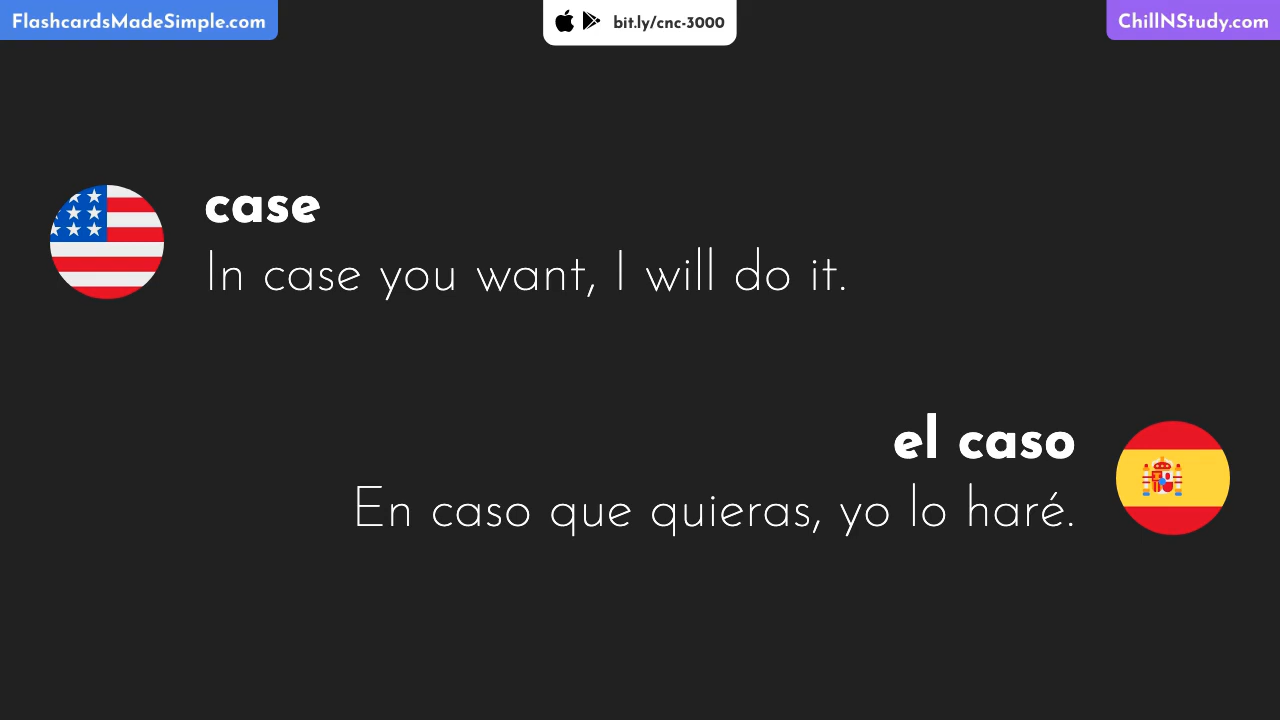 FlashcardsMadeSimple.com
bit.ly/cnc-3000
ChillNStudy.com
case
In case you want, I will do it.
el caso
En caso que quieras, yo lo haré.